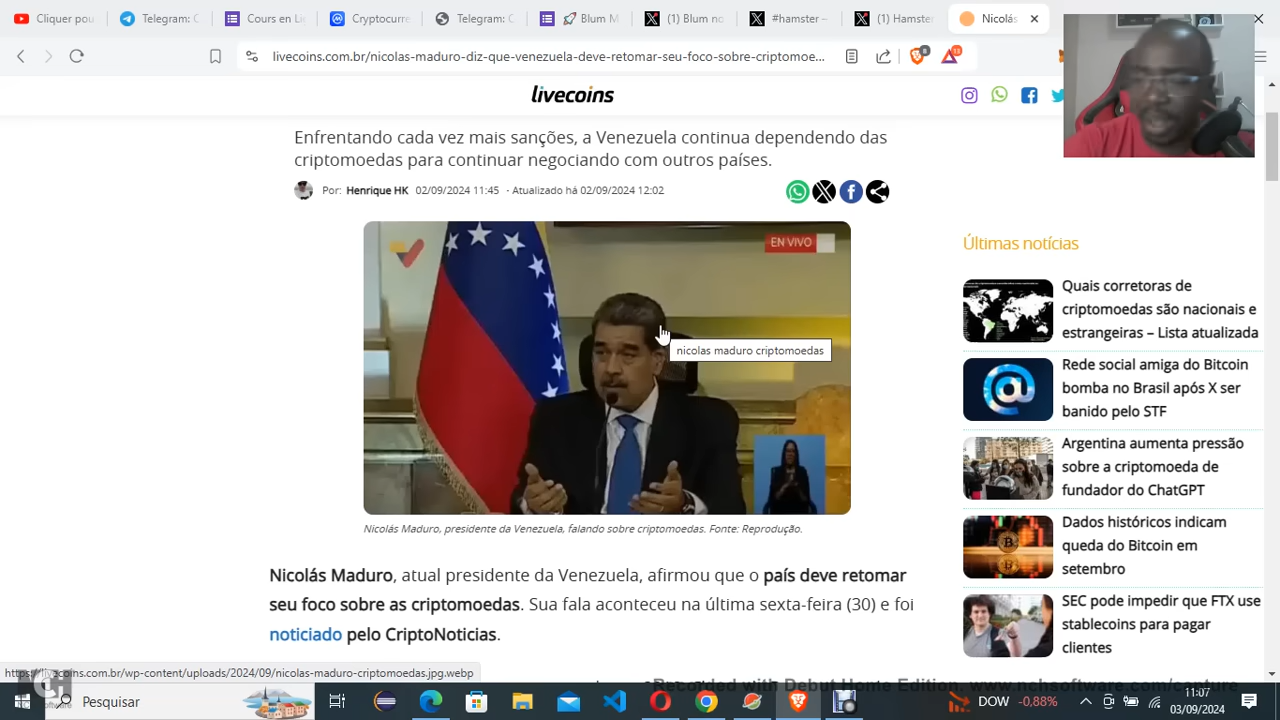 Cliquer pou
Telegram: C
Cours en Li
Cryptocurre
Telegram: C
🚀 Blum M
(1) Blum no
#hamster –
(1) Hamster
Nicolás
livecoins.com.br/nicolas-maduro-diz-que-venezuela-deve-retomar-seu-foco-sobre-criptomoe...
8
13
livecoins
Enfrentando cada vez mais sanções, a Venezuela continua dependendo das
criptomoedas para continuar negociando com outros países.
Por: Henrique HK 02/09/2024 11:45 - Atualizado há 02/09/2024 12:02
EN VIVO
nicolas maduro criptomoedas
Nicolás Maduro, presidente da Venezuela, falando sobre criptomoedas. Fonte: Reprodução.
Nicolás Maduro, atual presidente da Venezuela, afirmou que o país deve retomar
seu foco sobre as criptomoedas. Sua fala aconteceu na última sexta-feira (30) e foi
noticiado pelo CriptoNoticias.
Últimas notícias
Quais corretoras de
criptomoedas são nacionais e
estrangeiras – Lista atualizada
Rede social amiga do Bitcoin
bomba no Brasil após X ser
banido pelo STF
Argentina aumenta pressão
sobre a criptomoeda de
fundador do ChatGPT
Dados históricos indicam
queda do Bitcoin em
setembro
SEC pode impedir que FTX use
stablecoins para pagar
clientes
https://livecoins.com.br/wp-content/uploads/2024/09/nicolas-maduro-criptomoedas.jpg.webp
Recorded with Debut Home Edition, www.nchsoftware.com/capture
Pesquisar
DOW -0,88%
11:07
03/09/2024